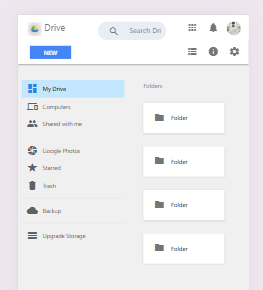 Drive
Search Dri
NEW
My Drive
Computers
Shared with me
Google Photos
Starred
Trash
Backup
Upgrade Storage
Folders
Folder
Folder
Folder
Folder